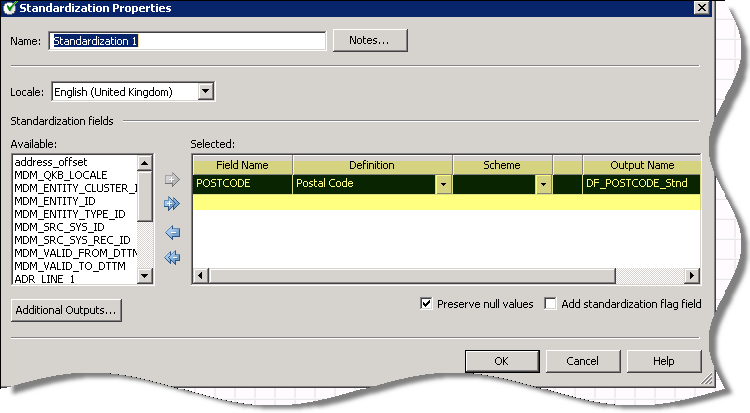 Standardization Properties
Name: Standardization 1 Notes...
Locale: English (United Kingdom)
Standardization fields
Available: Selected:
address_offset
MDM_QKB_LOCALE
MDM_ENTITY_CLUSTER_I
MDM_ENTITY_ID
MDM_ENTITY_TYPE_ID
MDM_SRC_SYS_ID
MDM_SRC_SYS_REC_ID
MDM_VALID_FROM_DTTM
MDM_VALID_TO_DTTM
ADR_LINE_1
Field Name Definition Scheme Output Name
POSTCODE Postal Code DF_POSTCODE_Stnd
Preserve null values Add standardization flag field
Additional Outputs...
OK Cancel Help